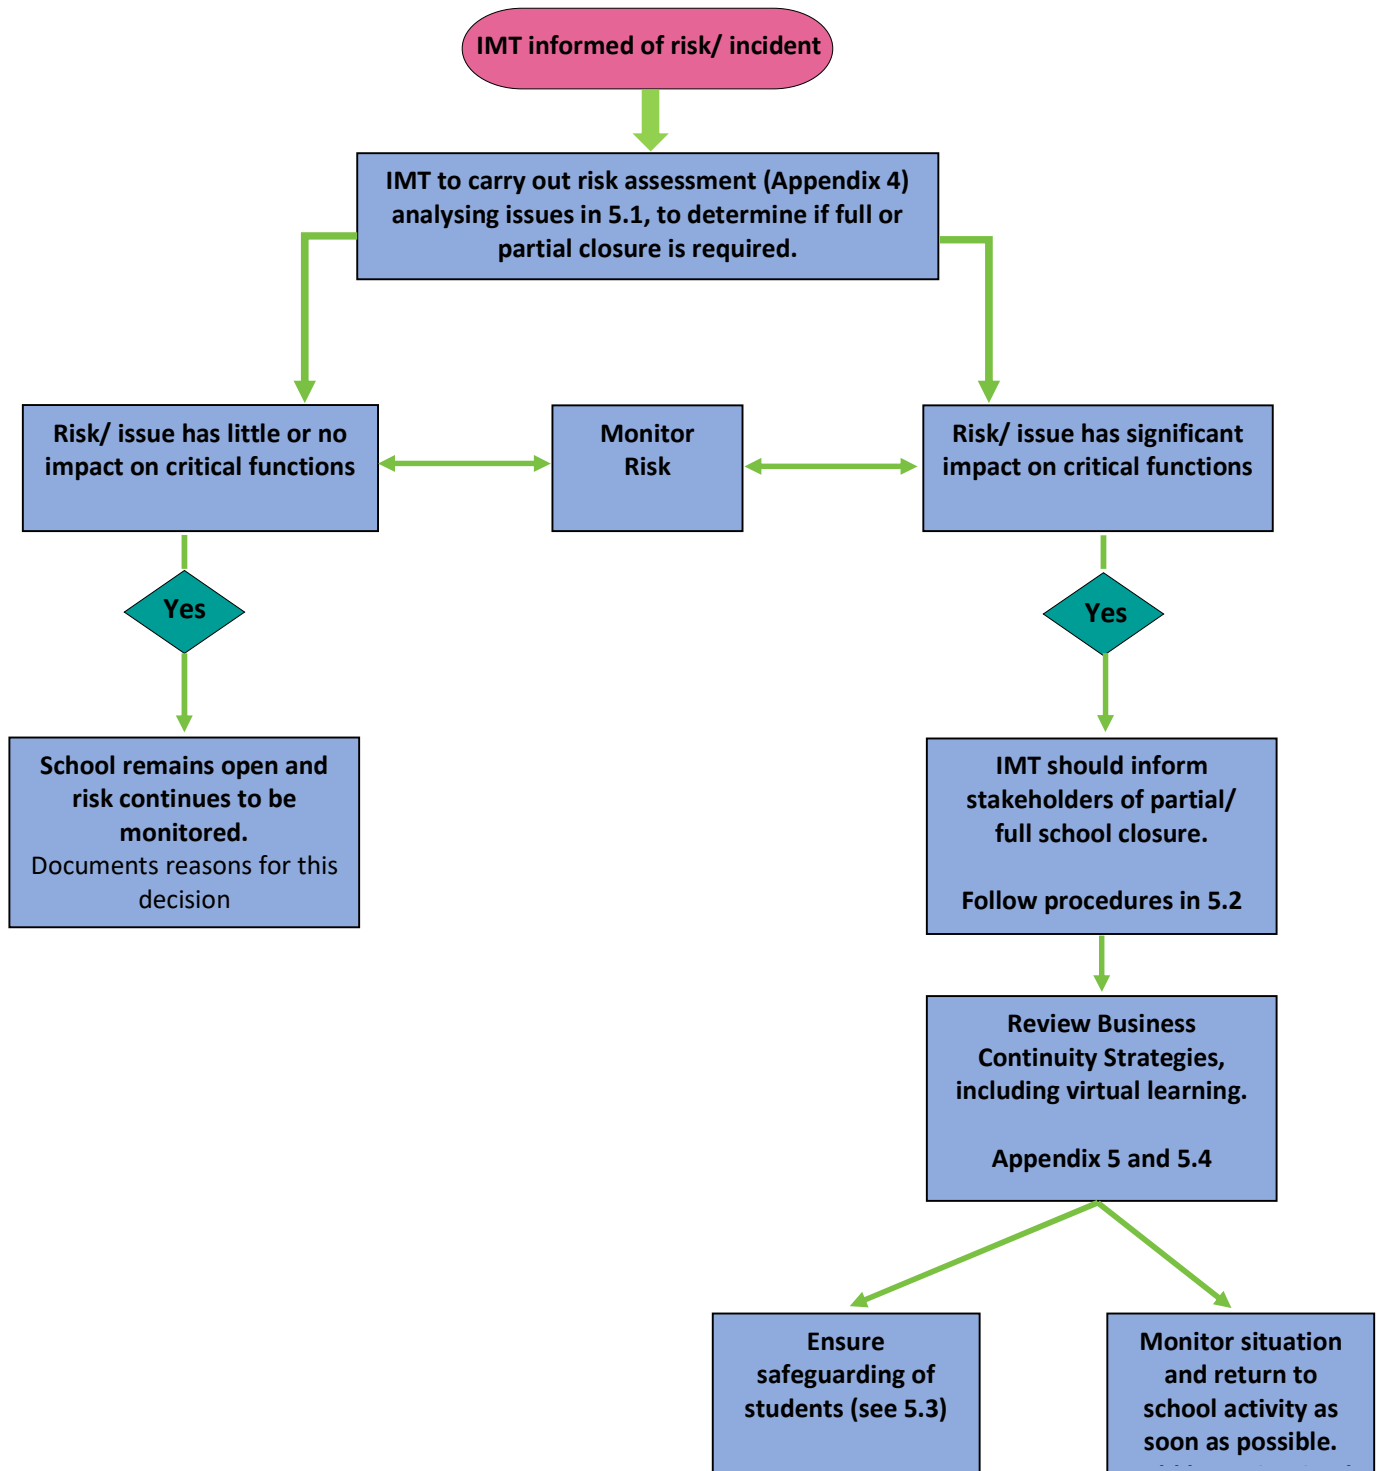 IMT informed of risk/ incident
IMT to carry out risk assessment (Appendix 4)
analysing issues in 5.1, to determine if full or
partial closure is required.
Risk/ issue has little or no
impact on critical functions
Monitor
Risk
Risk/ issue has significant
impact on critical functions
Yes
Yes
School remains open and
risk continues to be
monitored.
Documents reasons for this
decision
IMT should inform
stakeholders of partial/
full school closure.
Follow procedures in 5.2
Review Business
Continuity Strategies,
including virtual learning.
Appendix 5 and 5.4
Ensure
safeguarding of
students (see 5.3)
Monitor situation
and return to
school activity as
soon as possible.